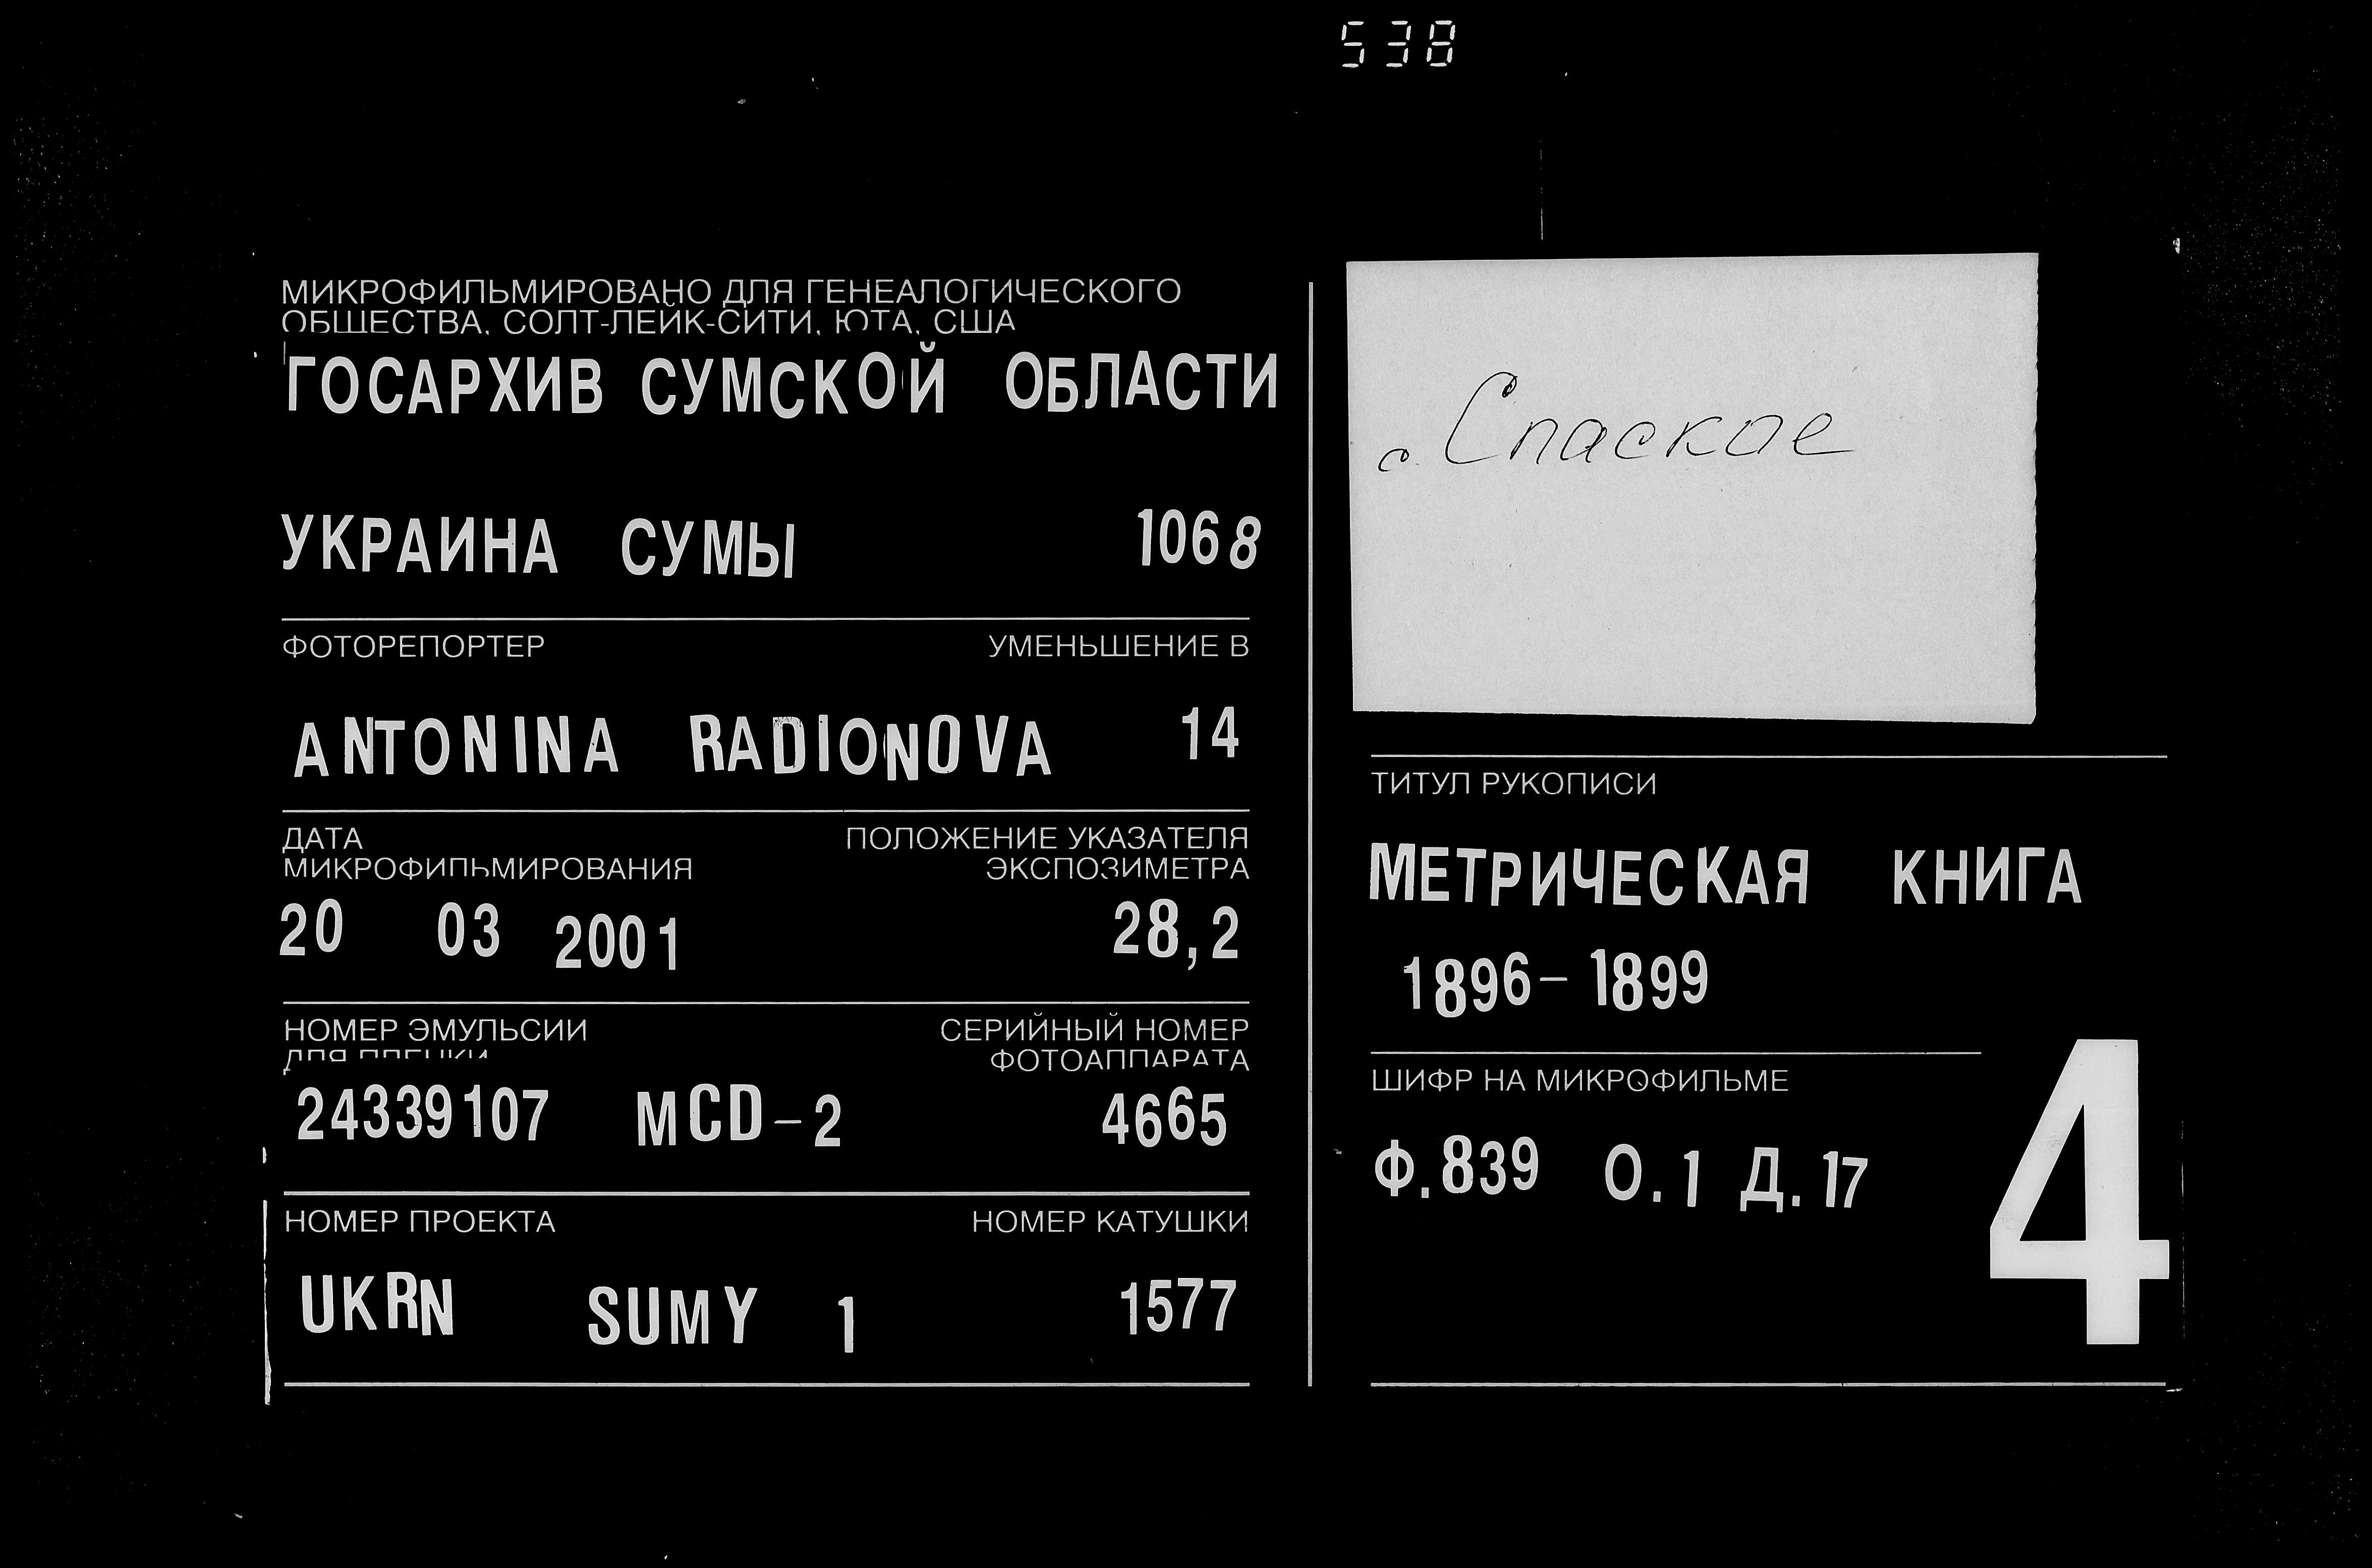 538
МИКРОФИЛЬМИРОВАНО ДЛЯ ГЕНЕАЛОГИЧЕСКОГО
ОБЩЕСТВА, СОЛТ-ЛЕЙК-СИТИ, ЮТА, США
ГОСАРХИВ СУМСКОЙ ОБЛАСТИ
УКРАИНА СУМЫ 1068
ФОТОРЕПОРТЕР УМЕНЬШЕНИЕ В
ANTONINA RADIONOVA 14
ДАТА ПОЛОЖЕНИЕ УКАЗАТЕЛЯ
МИКРОФИЛЬМИРОВАНИЯ ЭКСПОЗИМЕТРА
20 03 2001 28,2
НОМЕР ЭМУЛЬСИИ СЕРИЙНЫЙ НОМЕР
ДЛЯ ПЛЕНКИ ФОТОАППАРАТА
24339107 MCD-2 4665
НОМЕР ПРОЕКТА НОМЕР КАТУШКИ
UKRN SUMY 1 1577
с. Спаское
ТИТУЛ РУКОПИСИ
МЕТРИЧЕСКАЯ КНИГА
1896-1899
ШИФР НА МИКРОФИЛЬМЕ
Ф.839 О.1 Д.17
4